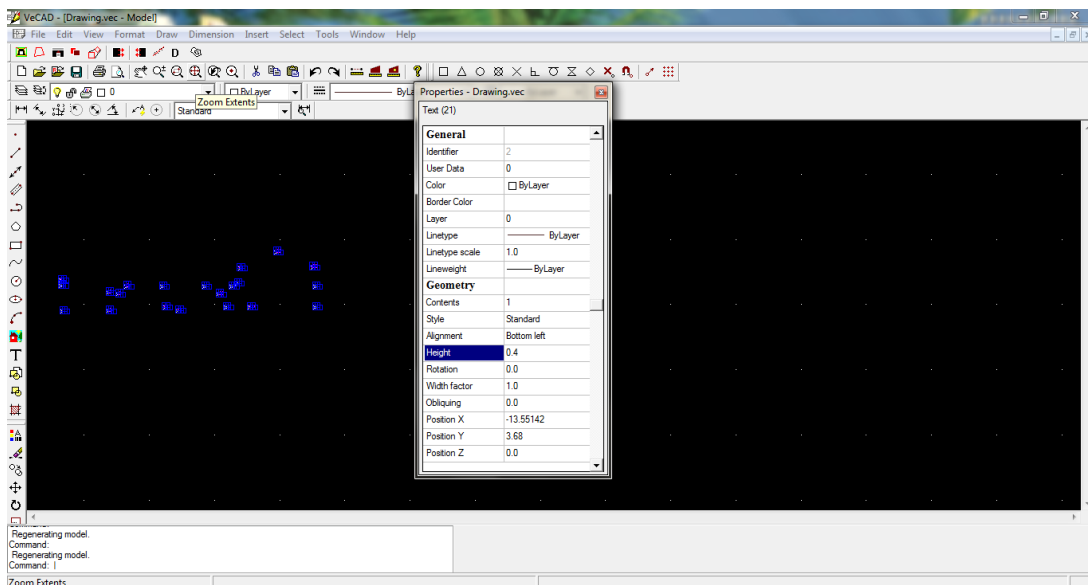 VeCAD - [Drawing.vec - Model]
File Edit View Format Draw Dimension Insert Select Tools Window Help
D
0 ByLayer ByLa
Zoom Extents
Standard
Properties - Drawing.vec
Text (21)
General
Identifier 2
User Data 0
Color ByLayer
Border Color
Layer 0
Linetype ByLayer
Linetype scale 1.0
Lineweight ByLayer
Geometry
Contents 1
Style Standard
Alignment Bottom left
Height 0.4
Rotation 0.0
Width factor 1.0
Obliquing 0.0
Position X -13.55142
Position Y 3.68
Position Z 0.0
Regenerating model.
Command:
Regenerating model.
Command:
Zoom Extents